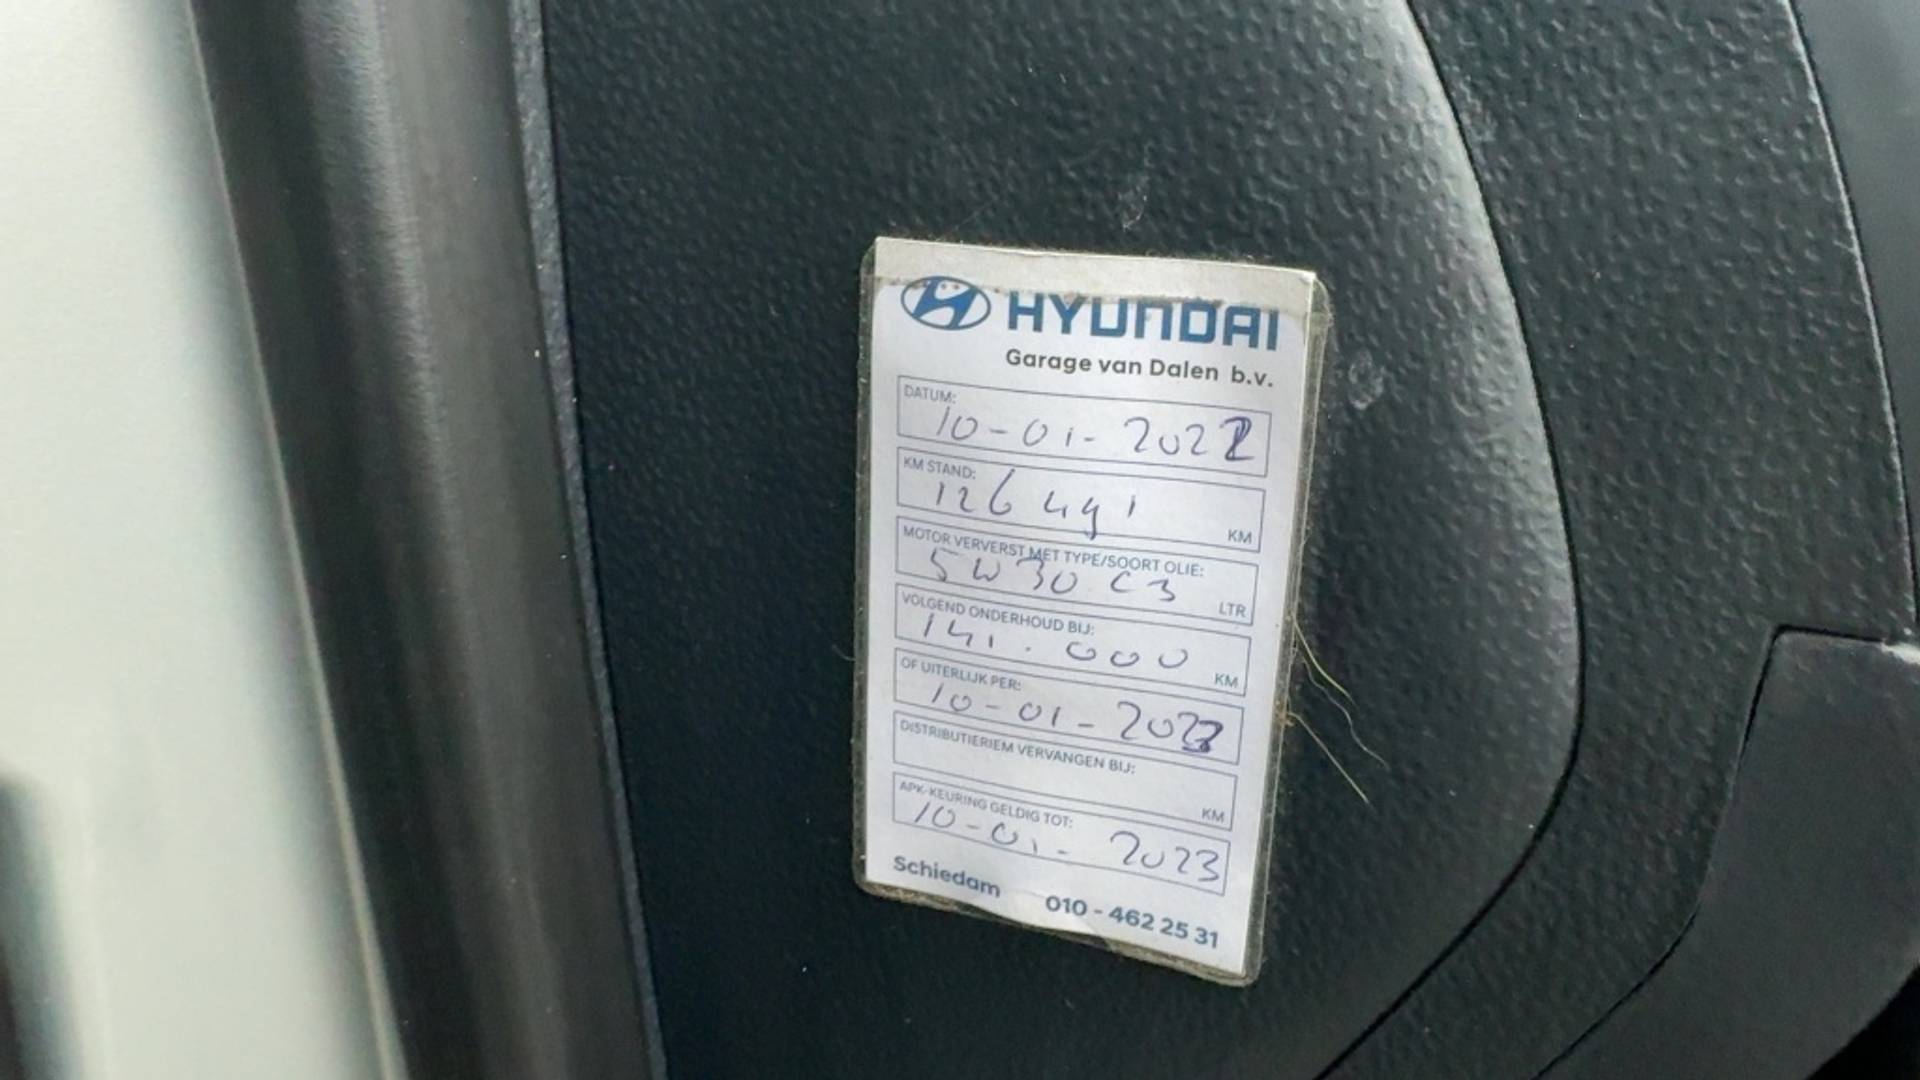 HYUNDAI
Garage van Dalen b.v.
DATUM:
10-01-2022
KM STAND:
126491 KM
MOTOR VERVERST MET TYPE/SOORT OLIE:
5W30 C3 LTR
VOLGEND ONDERHOUD BIJ:
141.000 KM
OF UITERLIJK PER:
10-01-2023
DISTRIBUTIERIEM VERVANGEN BIJ:
KM
APK-KEURING GELDIG TOT:
10-01-2023
Schiedam 010 - 462 25 31